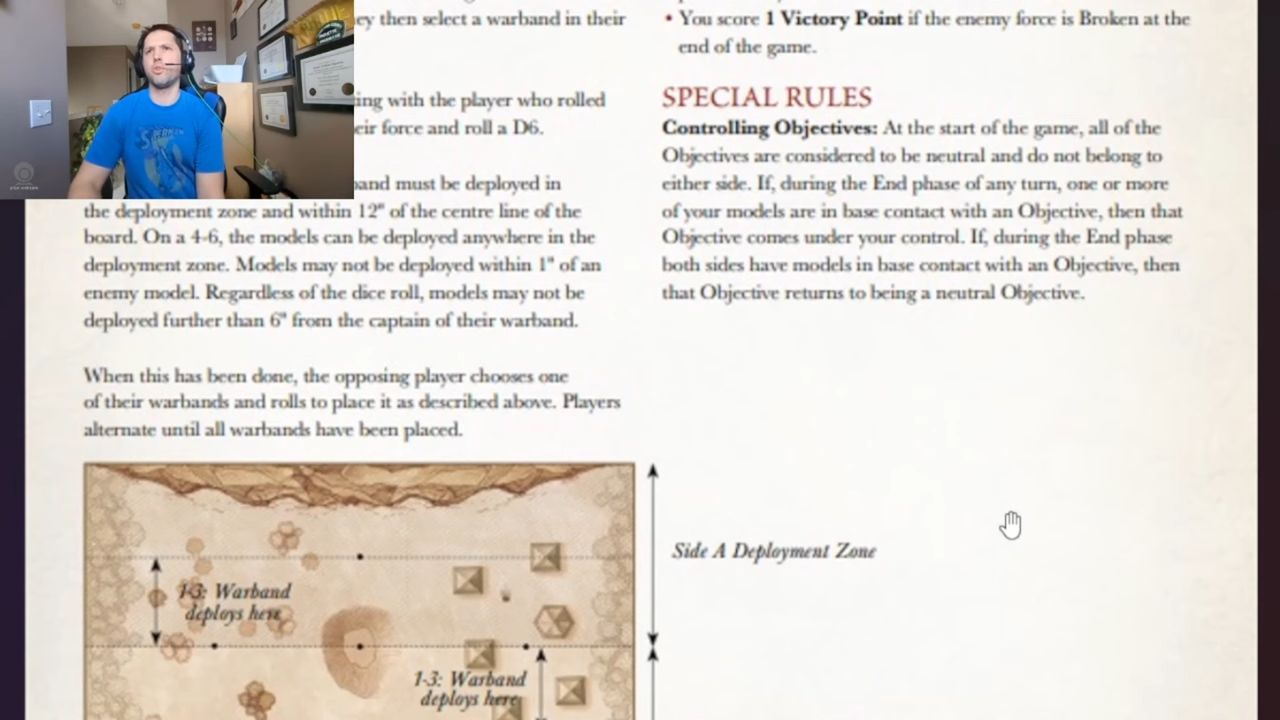 ey then select a warband in their
ing with the player who rolled
eir force and roll a D6.
and must be deployed in
the deployment zone and within 12" of the centre line of the
board. On a 4-6, the models can be deployed anywhere in the
deployment zone. Models may not be deployed within 1" of an
enemy model. Regardless of the dice roll, models may not be
deployed further than 6" from the captain of their warband.
When this has been done, the opposing player chooses one
of their warbands and rolls to place it as described above. Players
alternate until all warbands have been placed.
1-3: Warband
deploys here
1-3: Warband
deploys here
• You score 1 Victory Point if the enemy force is Broken at the
end of the game.
SPECIAL RULES
Controlling Objectives: At the start of the game, all of the
Objectives are considered to be neutral and do not belong to
either side. If, during the End phase of any turn, one or more
of your models are in base contact with an Objective, then that
Objective comes under your control. If, during the End phase
both sides have models in base contact with an Objective, then
that Objective returns to being a neutral Objective.
Side A Deployment Zone